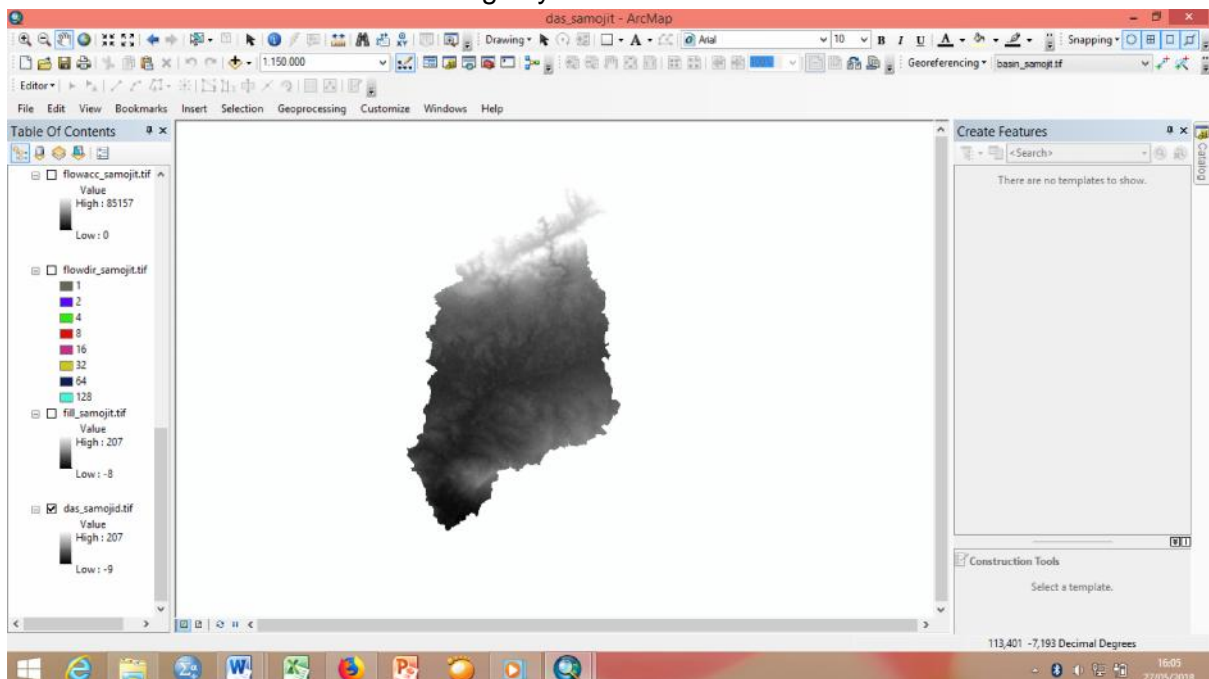 das_samojit - ArcMap
Drawing
A
Arial
10
B I U A
Snapping
1:150.000
Georeferencing
basin_samojit.tif
Editor
File Edit View Bookmarks Insert Selection Geoprocessing Customize Windows Help
Table Of Contents
Create Features
<Search>
There are no templates to show.
Catalog
flowacc_samojit.tif
Value
High : 85157
Low : 0
flowdir_samojit.tif
1
2
4
8
16
32
64
128
fill_samojit.tif
Value
High : 207
Low : -8
das_samojid.tif
Value
High : 207
Low : -9
Construction Tools
Select a template.
113,401 -7,193 Decimal Degrees
16:05
27/05/2018